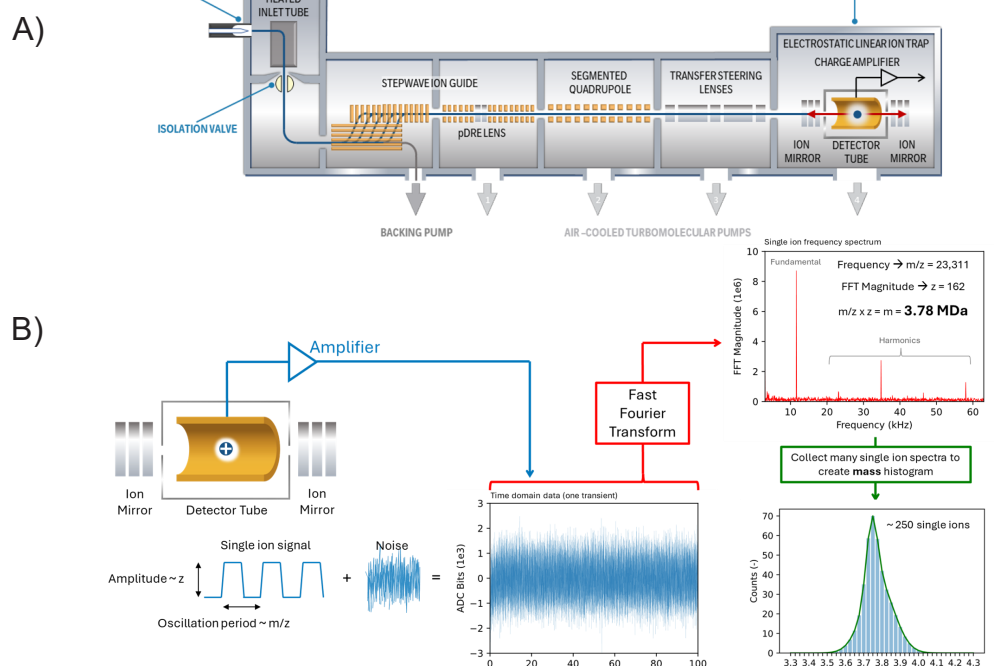 A)
HEATED
INLET TUBE
ELECTROSTATIC LINEAR ION TRAP
CHARGE AMPLIFIER
STEPWAVE ION GUIDE
SEGMENTED
QUADRUPOLE
TRANSFER STEERING
LENSES
ISOLATION VALVE
pDRE LENS
ION
MIRROR
DETECTOR
TUBE
ION
MIRROR
1
2
3
4
BACKING PUMP
AIR-COOLED TURBOMOLECULAR PUMPS
B)
Single ion frequency spectrum
Fundamental
Frequency → m/z = 23,311
FFT Magnitude → z = 162
m/z x z = m = 3.78 MDa
Harmonics
FFT Magnitude (1e6)
10
8
6
4
2
0
10 20 30 40 50 60
Frequency (kHz)
Amplifier
Fast
Fourier
Transform
Collect many single ion spectra to
create mass histogram
Ion
Mirror
Detector Tube
Ion
Mirror
Time domain data (one transient)
ADC Bits (1e3)
3
2
1
0
−1
−2
−3
0 20 40 60 80 100
Single ion signal
Noise
Amplitude ~ z
+
=
Oscillation period ~ m/z
~ 250 single ions
Counts (-)
70
60
50
40
30
20
10
0
3.3 3.4 3.5 3.6 3.7 3.8 3.9 4.0 4.1 4.2 4.3